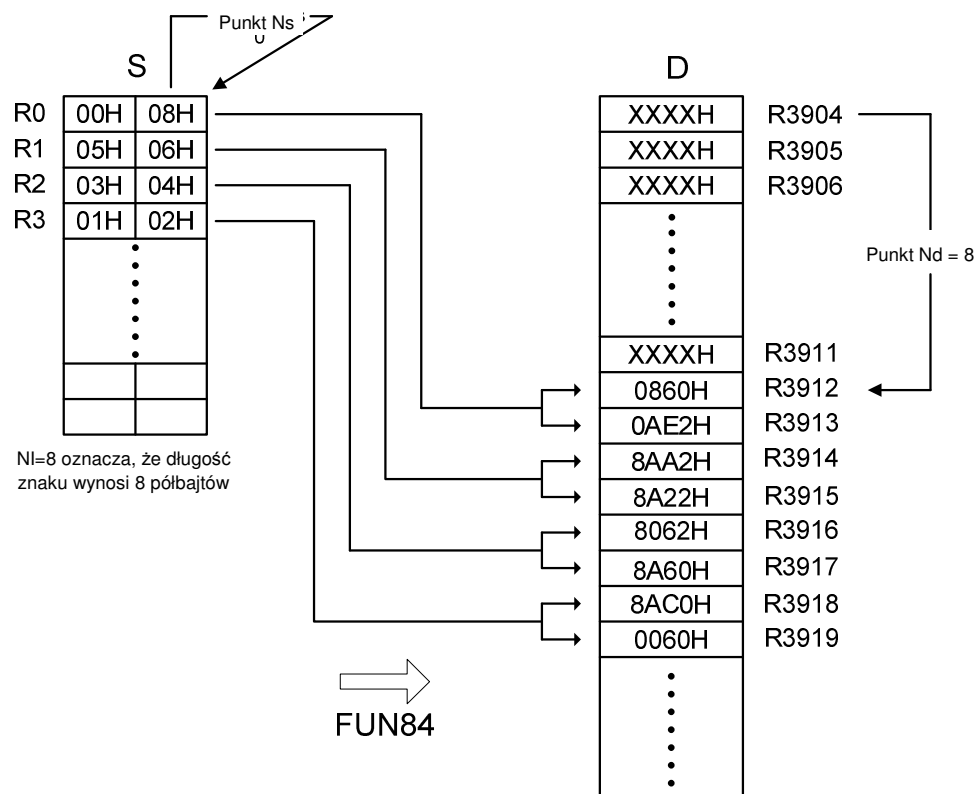 Punkt Ns
S
D
R0 00H 08H
R1 05H 06H
R2 03H 04H
R3 01H 02H
NI=8 oznacza, że długość
znaku wynosi 8 półbajtów
XXXXH R3904
XXXXH R3905
XXXXH R3906
Punkt Nd = 8
XXXXH R3911
0860H R3912
0AE2H R3913
8AA2H R3914
8A22H R3915
8062H R3916
8A60H R3917
8AC0H R3918
0060H R3919
FUN84